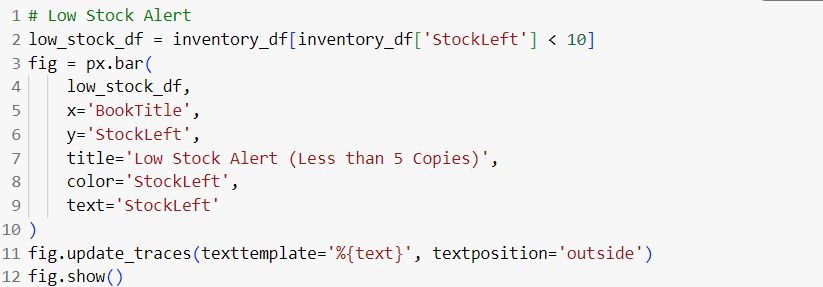 1 # Low Stock Alert
2 low_stock_df = inventory_df[inventory_df['StockLeft'] < 10]
3 fig = px.bar(
4     low_stock_df,
5     x='BookTitle',
6     y='StockLeft',
7     title='Low Stock Alert (Less than 5 Copies)',
8     color='StockLeft',
9     text='StockLeft'
10 )
11 fig.update_traces(texttemplate='%{text}', textposition='outside')
12 fig.show()